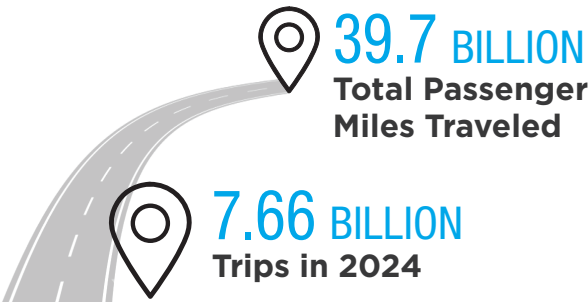 39.7 BILLION
Total Passenger
Miles Traveled
7.66 BILLION
Trips in 2024